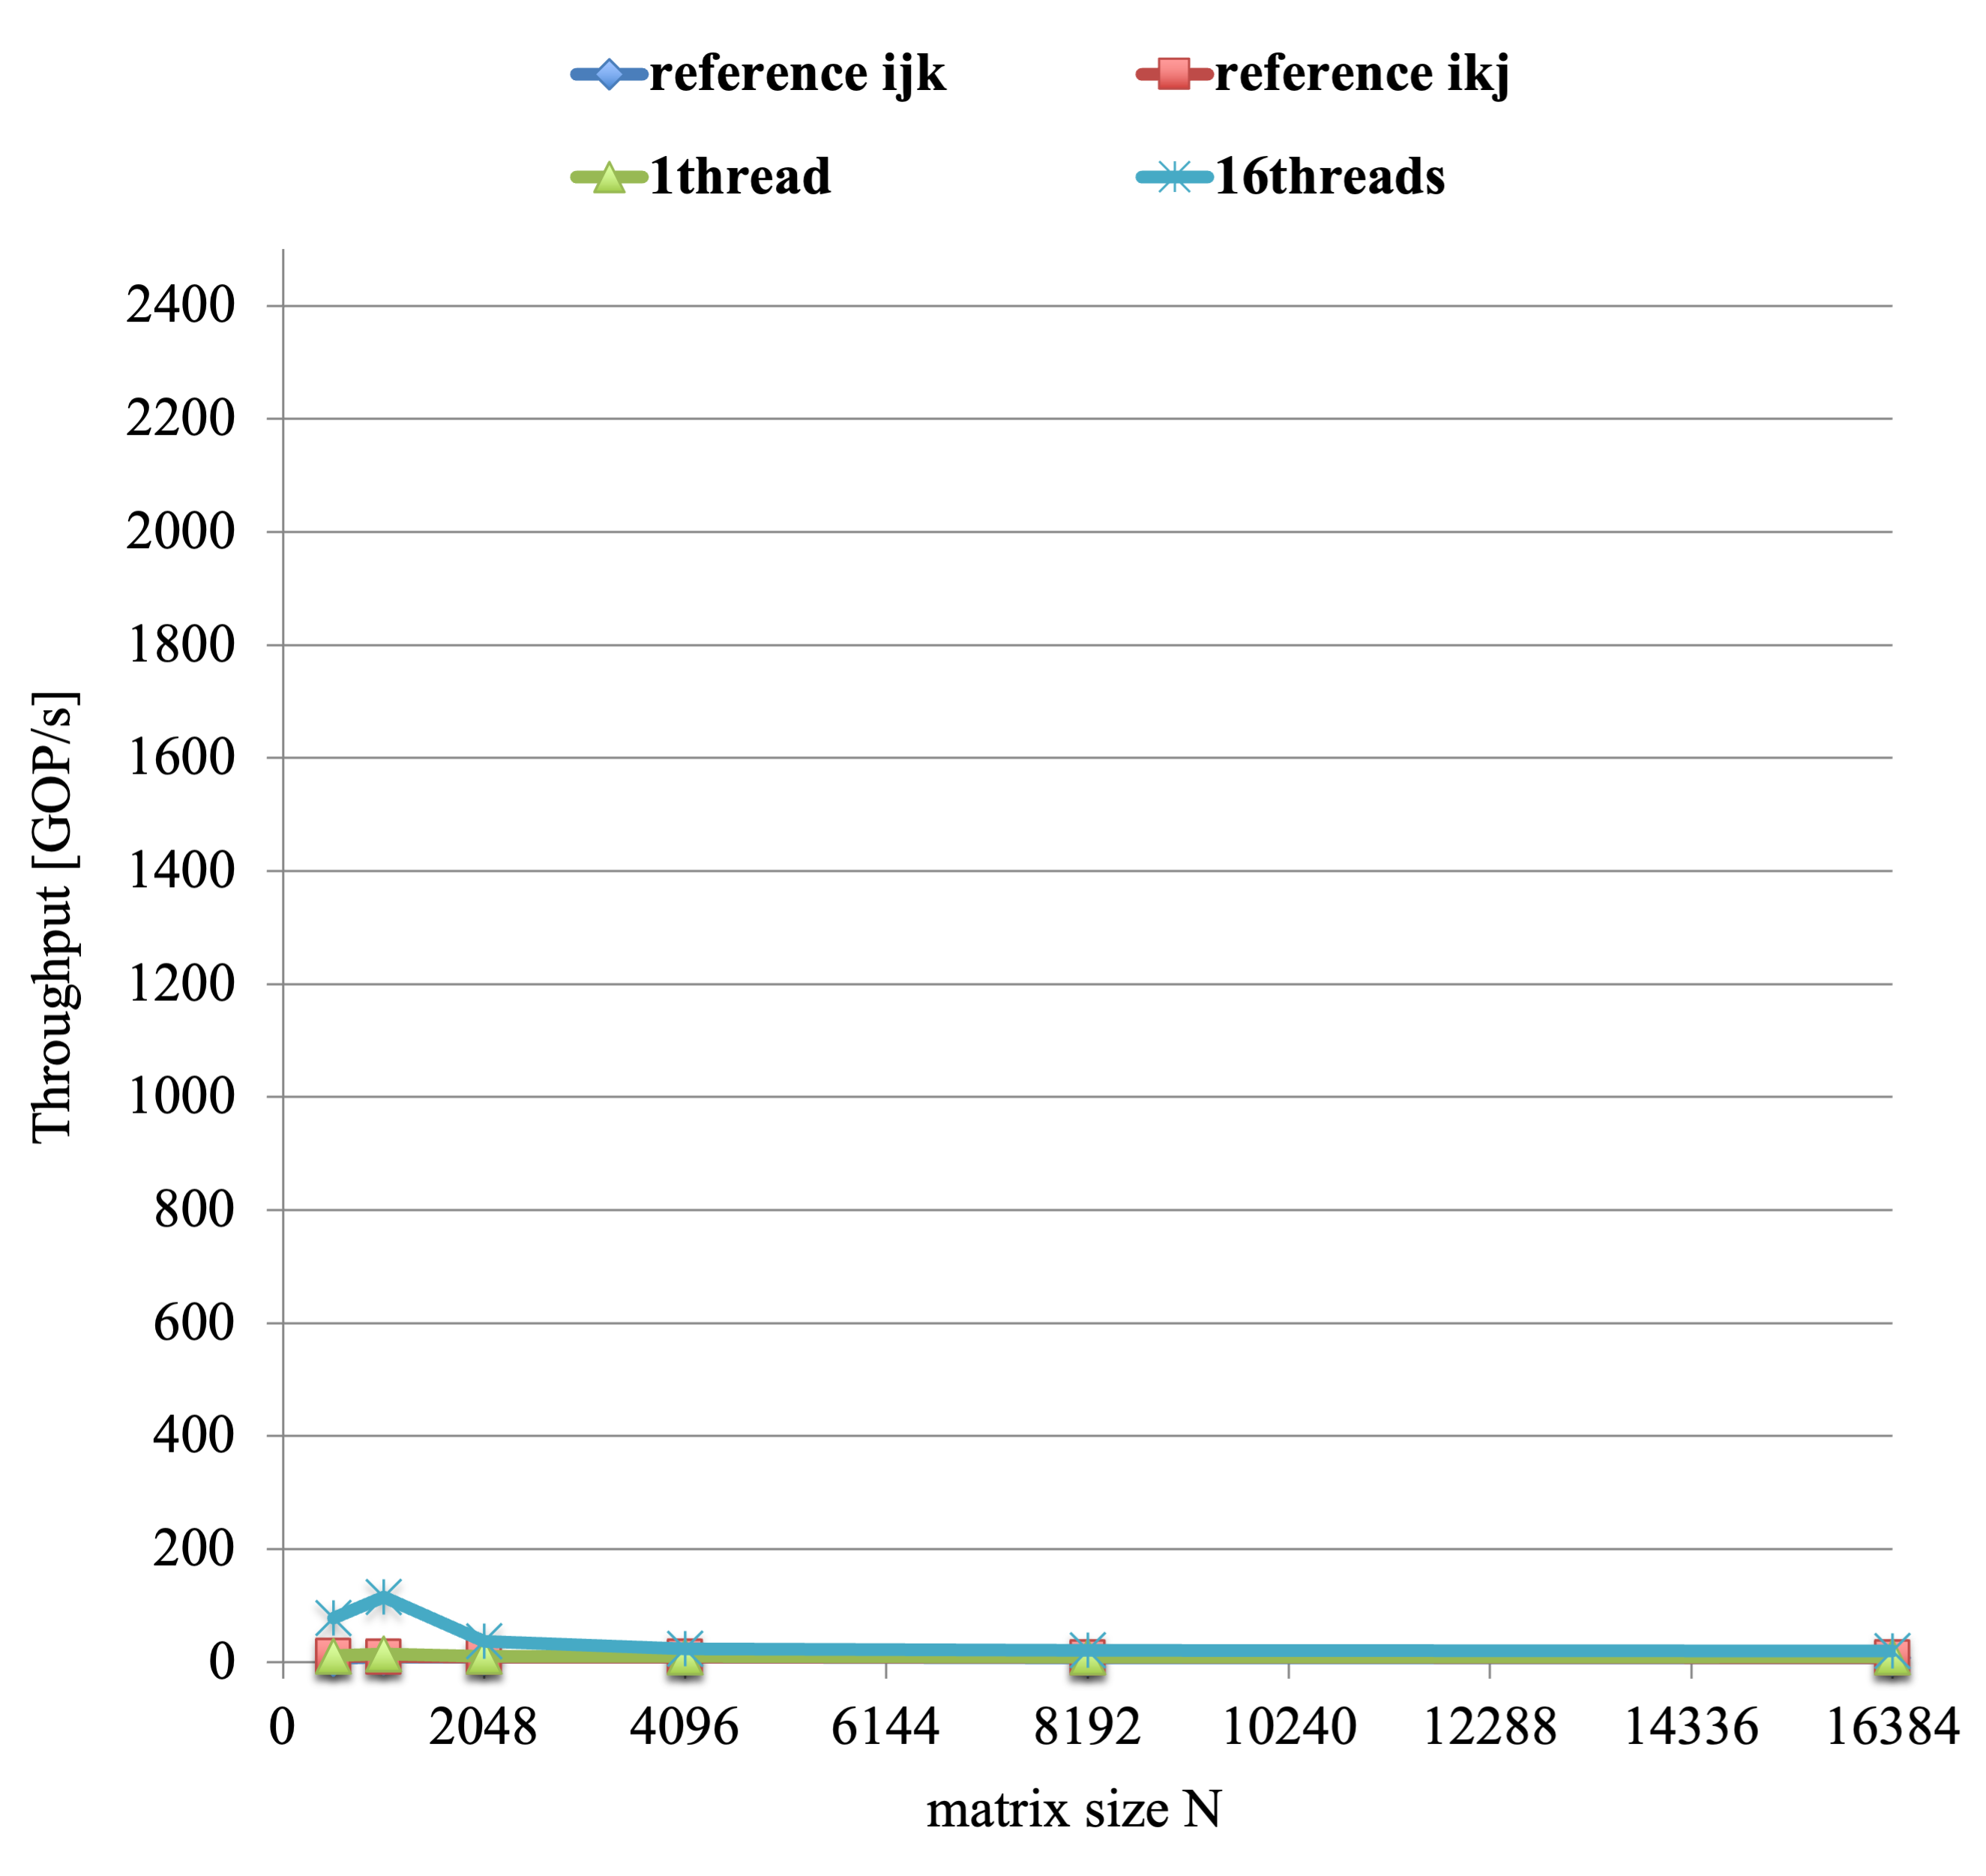 reference ijk
reference ikj
1thread
16threads
2400
2200
2000
1800
1600
1400
1200
1000
800
600
400
200
0
Throughput [GOP/s]
0 2048 4096 6144 8192 10240 12288 14336 16384
matrix size N